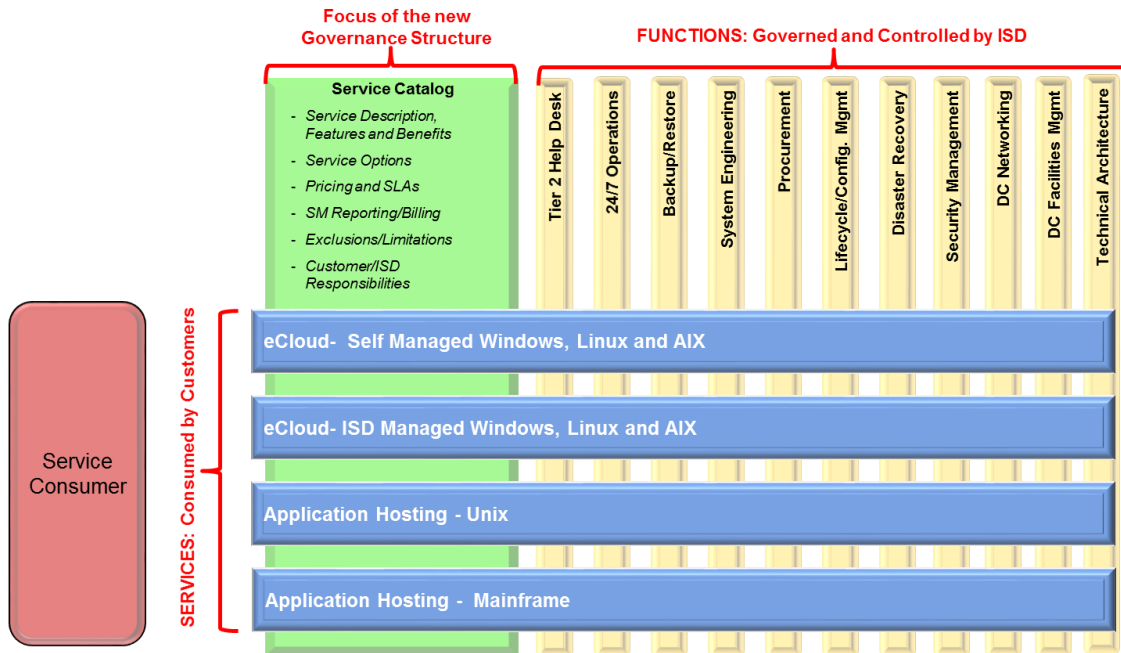 Focus of the new
Governance Structure
FUNCTIONS: Governed and Controlled by ISD
Service Catalog
- Service Description,
Features and Benefits
- Service Options
- Pricing and SLAs
- SM Reporting/Billing
- Exclusions/Limitations
- Customer/ISD
Responsibilities
Tier 2 Help Desk
24/7 Operations
Backup/Restore
System Engineering
Procurement
Lifecycle/Config. Mgmt
Disaster Recovery
Security Management
DC Networking
DC Facilities Mgmt
Technical Architecture
Service
Consumer
SERVICES: Consumed by Customers
eCloud- Self Managed Windows, Linux and AIX
eCloud- ISD Managed Windows, Linux and AIX
Application Hosting - Unix
Application Hosting - Mainframe